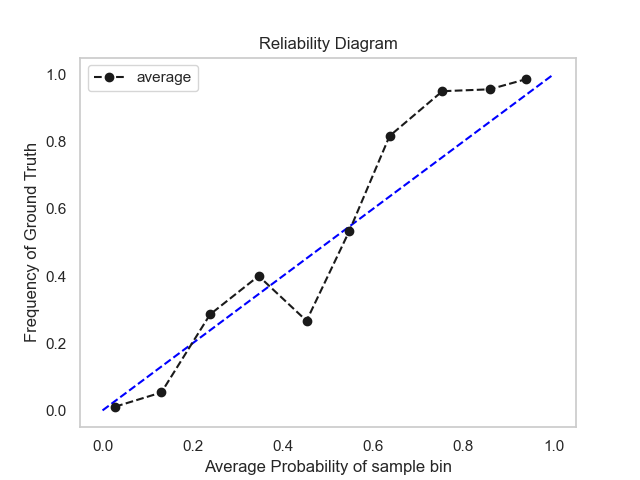 Reliability Diagram
average
Frequency of Ground Truth
1.0
0.8
0.6
0.4
0.2
0.0
0.0 0.2 0.4 0.6 0.8 1.0
Average Probability of sample bin